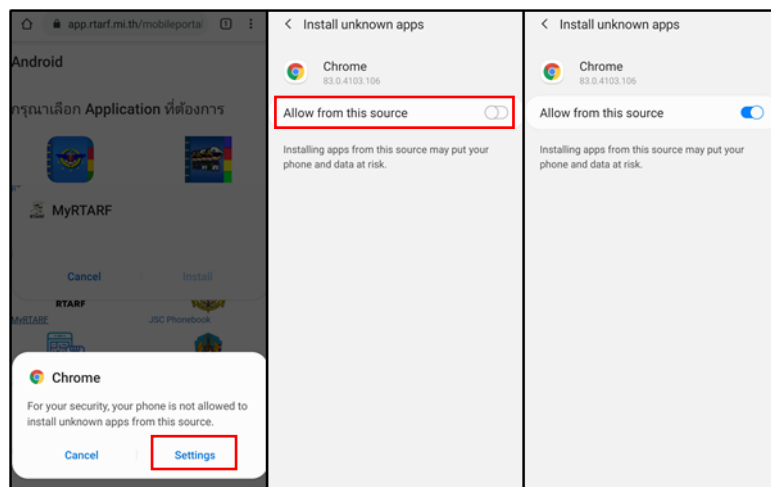 app.rtarf.mi.th/mobileporta
1
Android
กรุณาเลือก Application ที่ต้องการ
MyRTARF
Cancel
Install
RTARF
MyRTARF
JSC Phonebook
Chrome
For your security, your phone is not allowed to
install unknown apps from this source.
Cancel
Settings
Install unknown apps
Chrome
83.0.4103.106
Allow from this source
Installing apps from this source may put your
phone and data at risk.
Install unknown apps
Chrome
83.0.4103.106
Allow from this source
Installing apps from this source may put your
phone and data at risk.